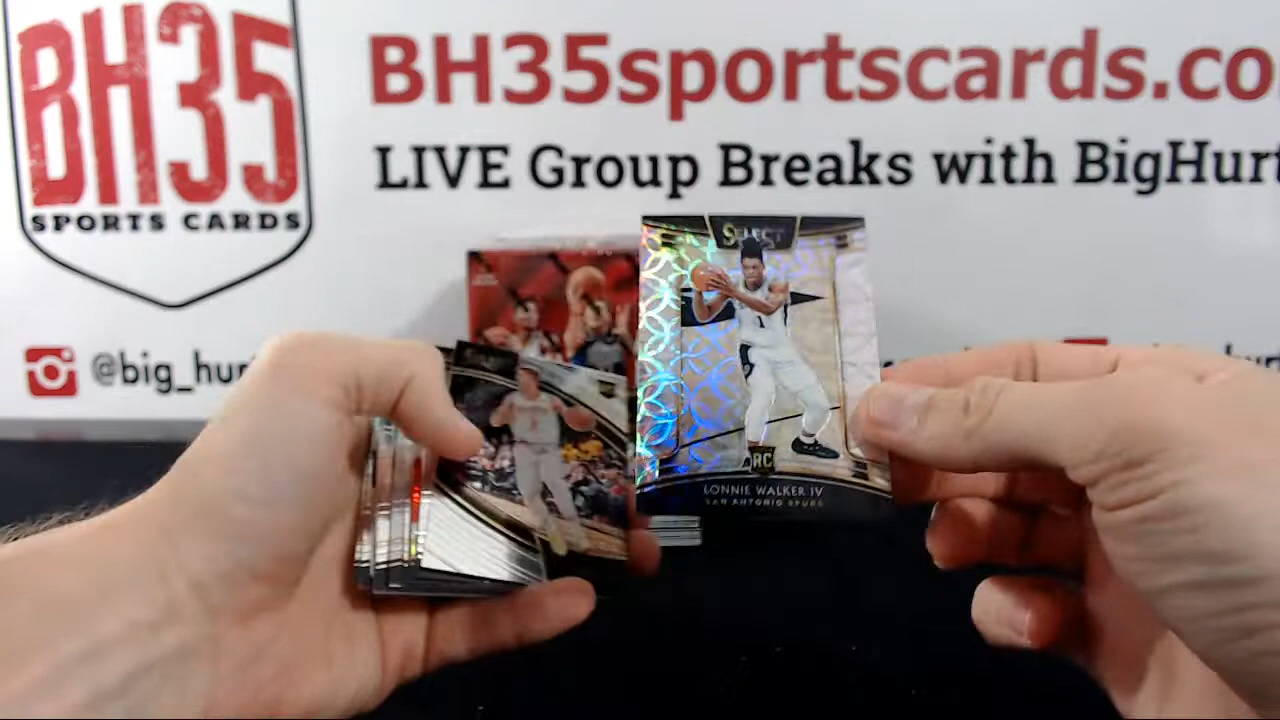 BH35
SPORTS CARDS
BH35sportscards.co
LIVE Group Breaks with BigHurt
@big_hur
SELECT
1
RC
LONNIE WALKER IV
SAN ANTONIO SPURS